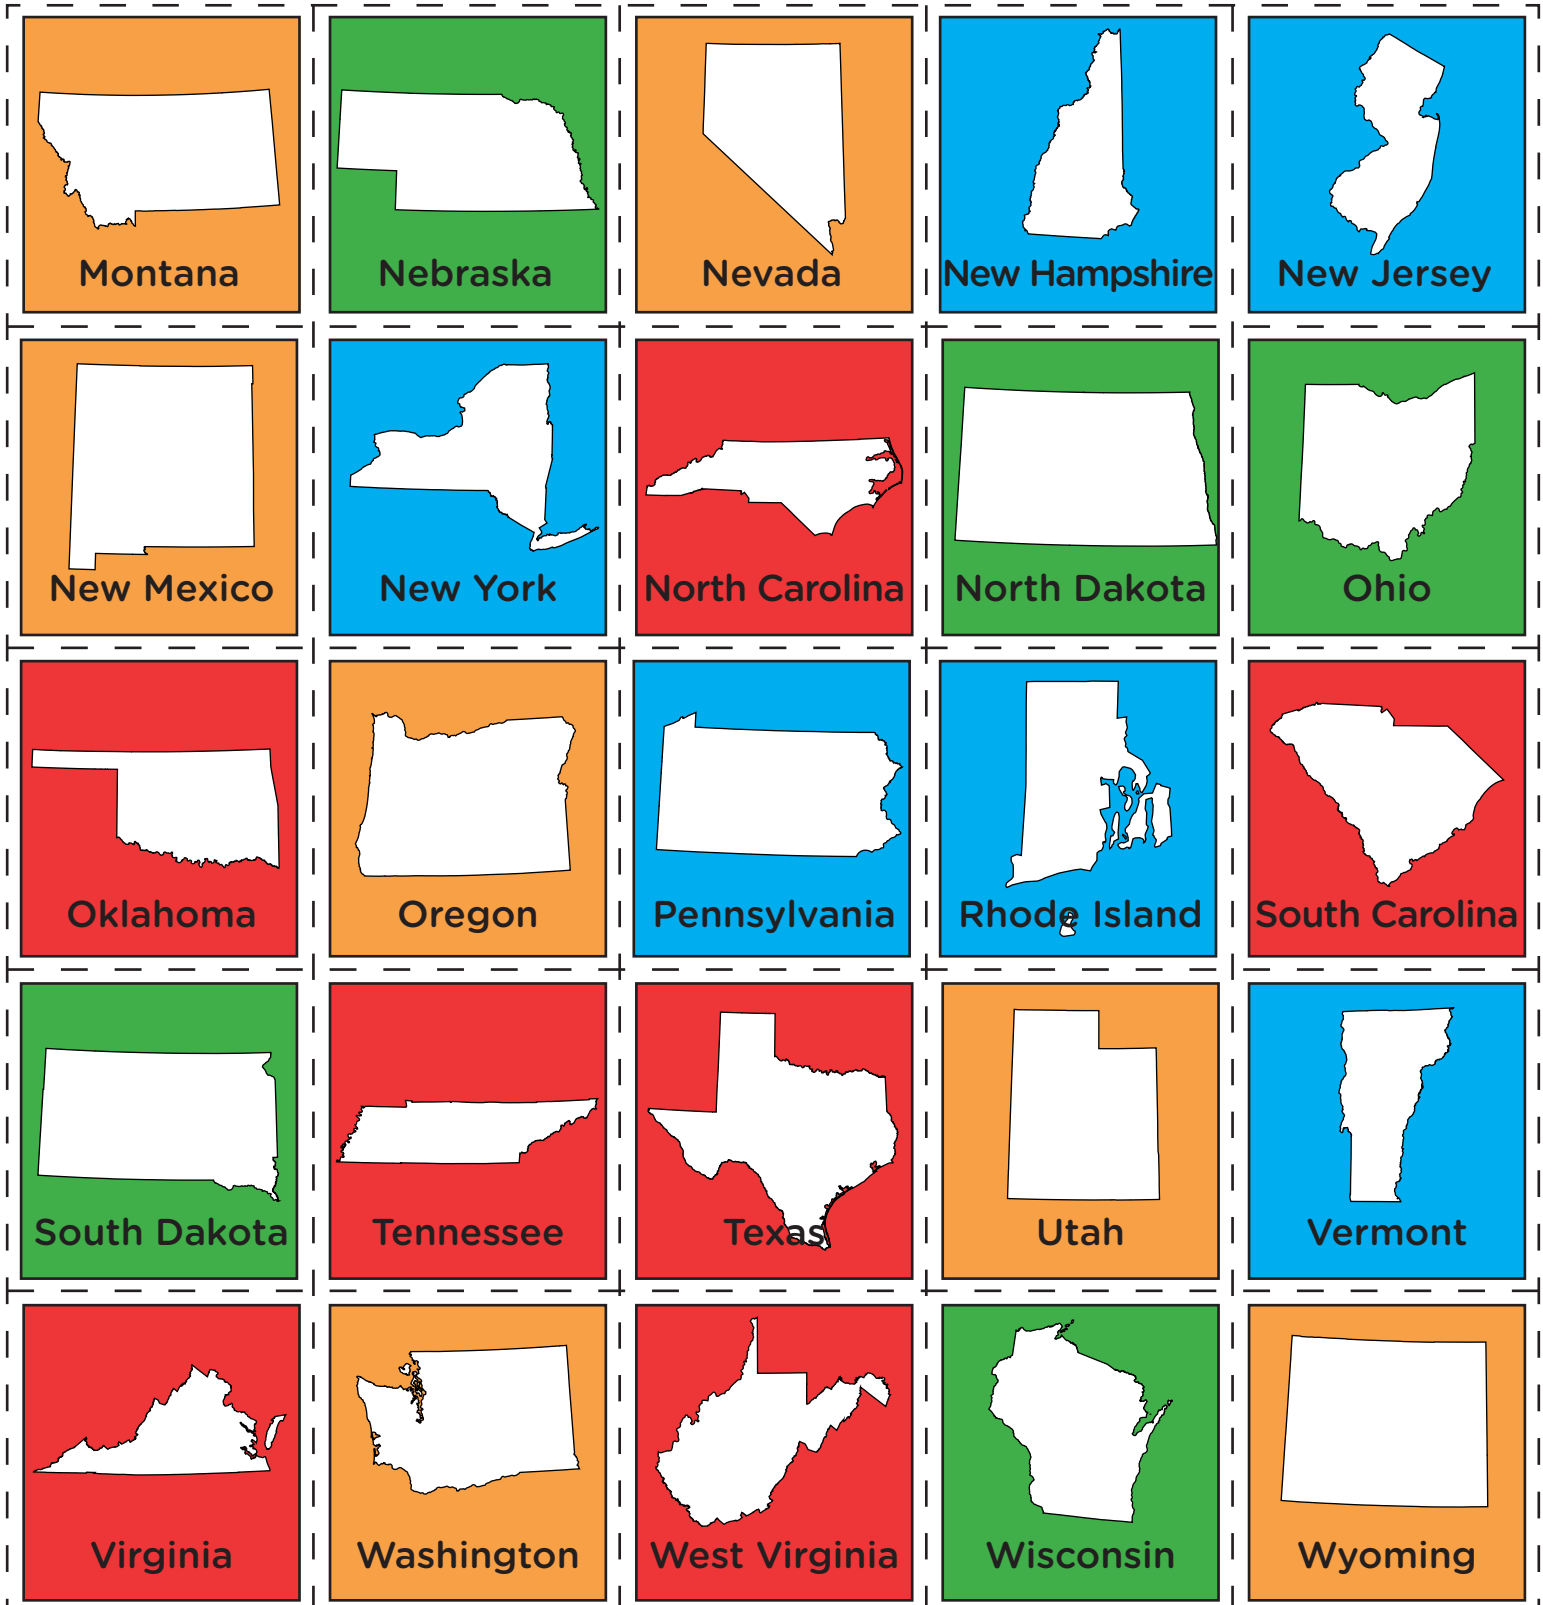 Montana
Nebraska
Nevada
New Hampshire
New Jersey
New Mexico
New York
North Carolina
North Dakota
Ohio
Oklahoma
Oregon
Pennsylvania
Rhode Island
South Carolina
South Dakota
Tennessee
Texas
Utah
Vermont
Virginia
Washington
West Virginia
Wisconsin
Wyoming